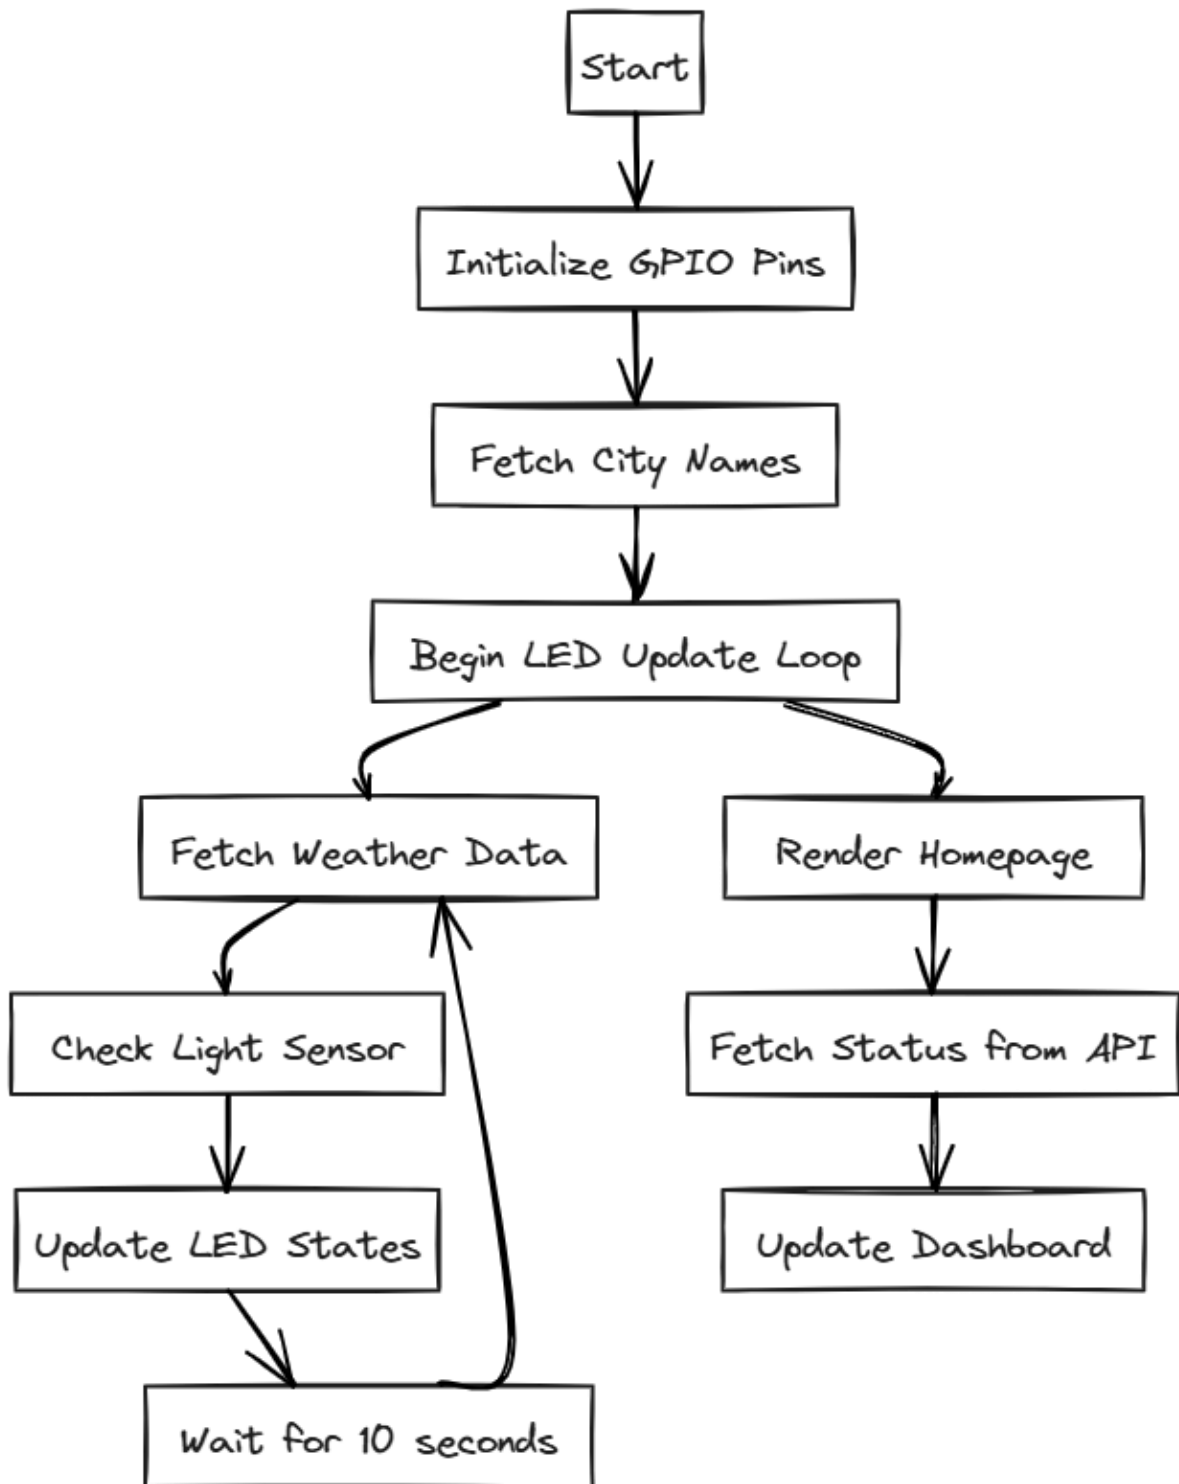 Start
Initialize GPIO Pins
Fetch City Names
Begin LED Update Loop
Fetch Weather Data
Render Homepage
Check Light Sensor
Fetch Status from API
Update LED States
Update Dashboard
Wait for 10 seconds